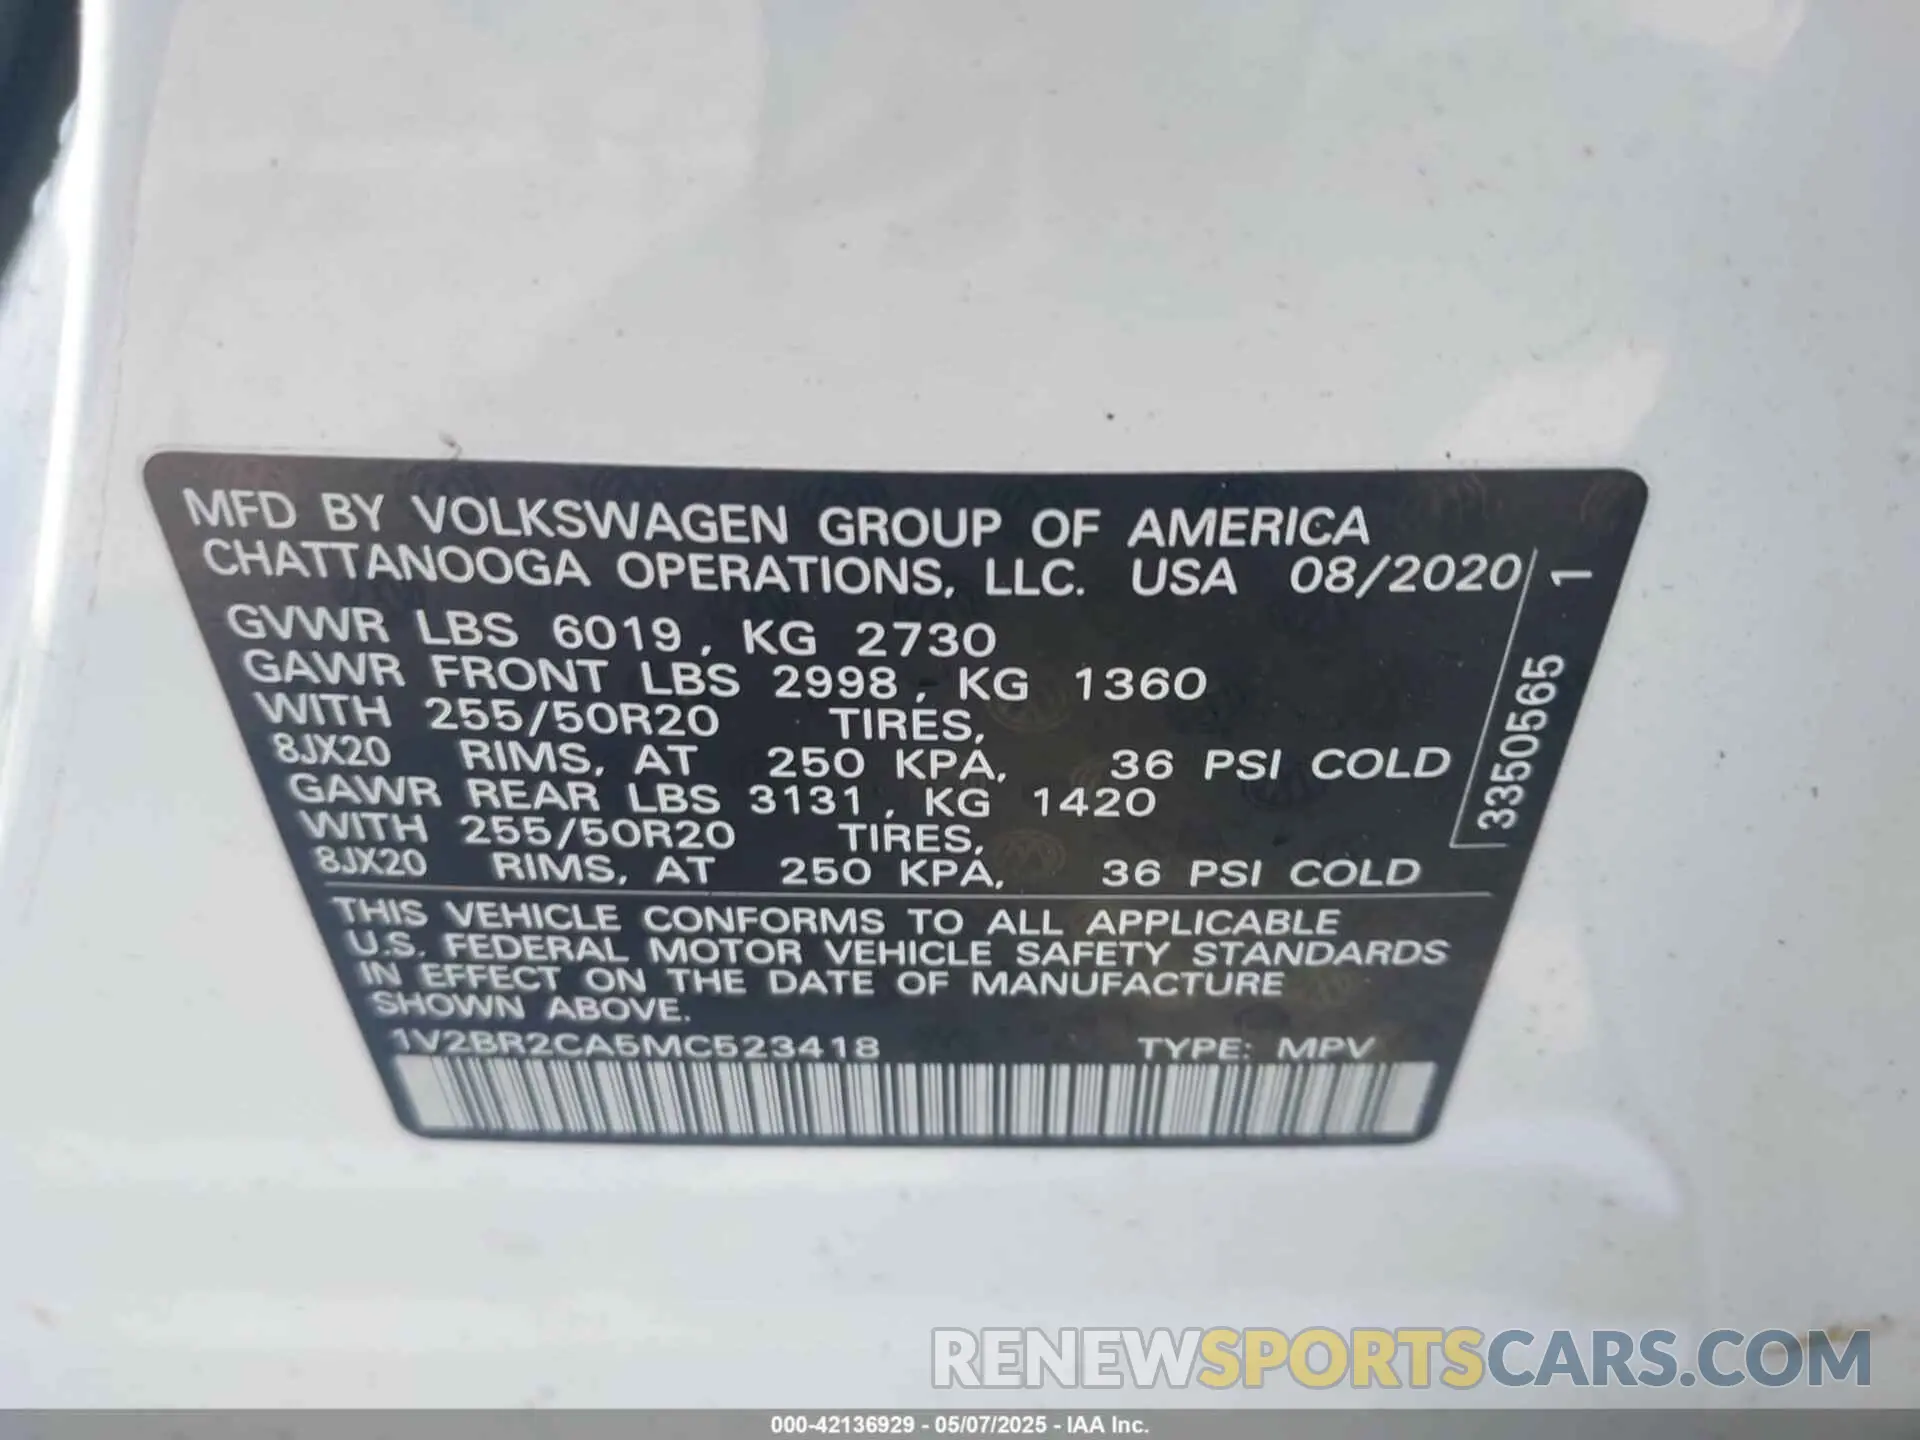 MFD BY VOLKSWAGEN GROUP OF AMERICA
CHATTANOOGA OPERATIONS, LLC. USA 08/2020
GVWR LBS 6019, KG 2730
GAWR FRONT LBS 2998, KG 1360
WITH 255/50R20 TIRES,
8JX20 RIMS, AT 250 KPA, 36 PSI COLD
GAWR REAR LBS 3131, KG 1420
WITH 255/50R20 TIRES,
8JX20 RIMS, AT 250 KPA, 36 PSI COLD
THIS VEHICLE CONFORMS TO ALL APPLICABLE
U.S. FEDERAL MOTOR VEHICLE SAFETY STANDARDS
IN EFFECT ON THE DATE OF MANUFACTURE
SHOWN ABOVE.
1V2BR2CA5MC523418 TYPE: MPV
3350565 1
RENEWSPORTSCARS.COM
000-42136929 - 05/07/2025 - IAA Inc.